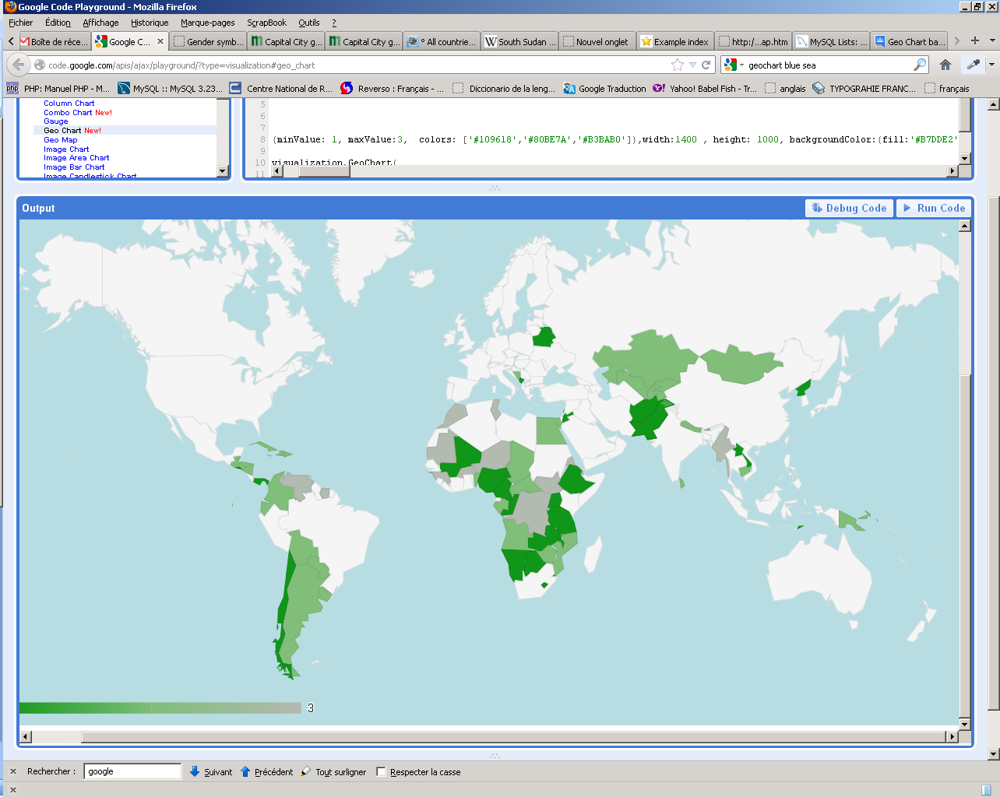 Google Code Playground - Mozilla Firefox
Fichier Édition Affichage Historique Marque-pages ScrapBook Outils ?
Boîte de réce... Google C... Gender symb... Capital City g... Capital City g... ° All countrie... South Sudan ... Nouvel onglet Example index http:/...ap.htm MySQL Lists: ... Geo Chart ba...
code.google.com/apis/ajax/playground/?type=visualization#geo_chart geochart blue sea
PHP: Manuel PHP - M... MySQL :: MySQL 3.23... Centre National de R... Reverso : Français - ... Diccionario de la leng... Google Traduction Yahoo! Babel Fish - Tr... anglais TYPOGRAHIE FRANC... français
Column Chart
Combo Chart New!
Gauge
Geo Chart New!
Geo Map
Image Chart
Image Area Chart
Image Bar Chart
Image Candlestick Chart
5
6
7
8 {minValue: 1, maxValue:3, colors: ['#109618','#80BE7A','#B3BAB0']},width:1400 , height: 1000, backgroundColor:{fill:'#B7DDE2'
9
10 visualization.GeoChart(
11
Output Debug Code Run Code
3
Rechercher : google Suivant Précédent Tout surligner Respecter la casse